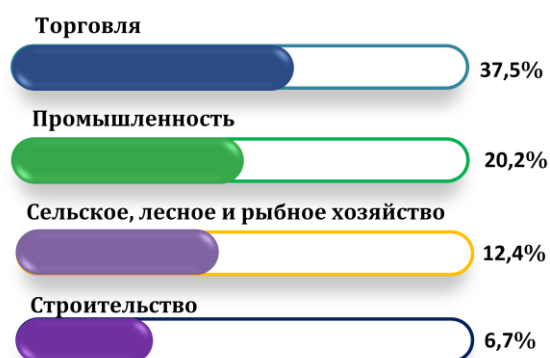 Торговля
37,5%
Промышленность
20,2%
Сельское, лесное и рыбное хозяйство
12,4%
Строительство
6,7%